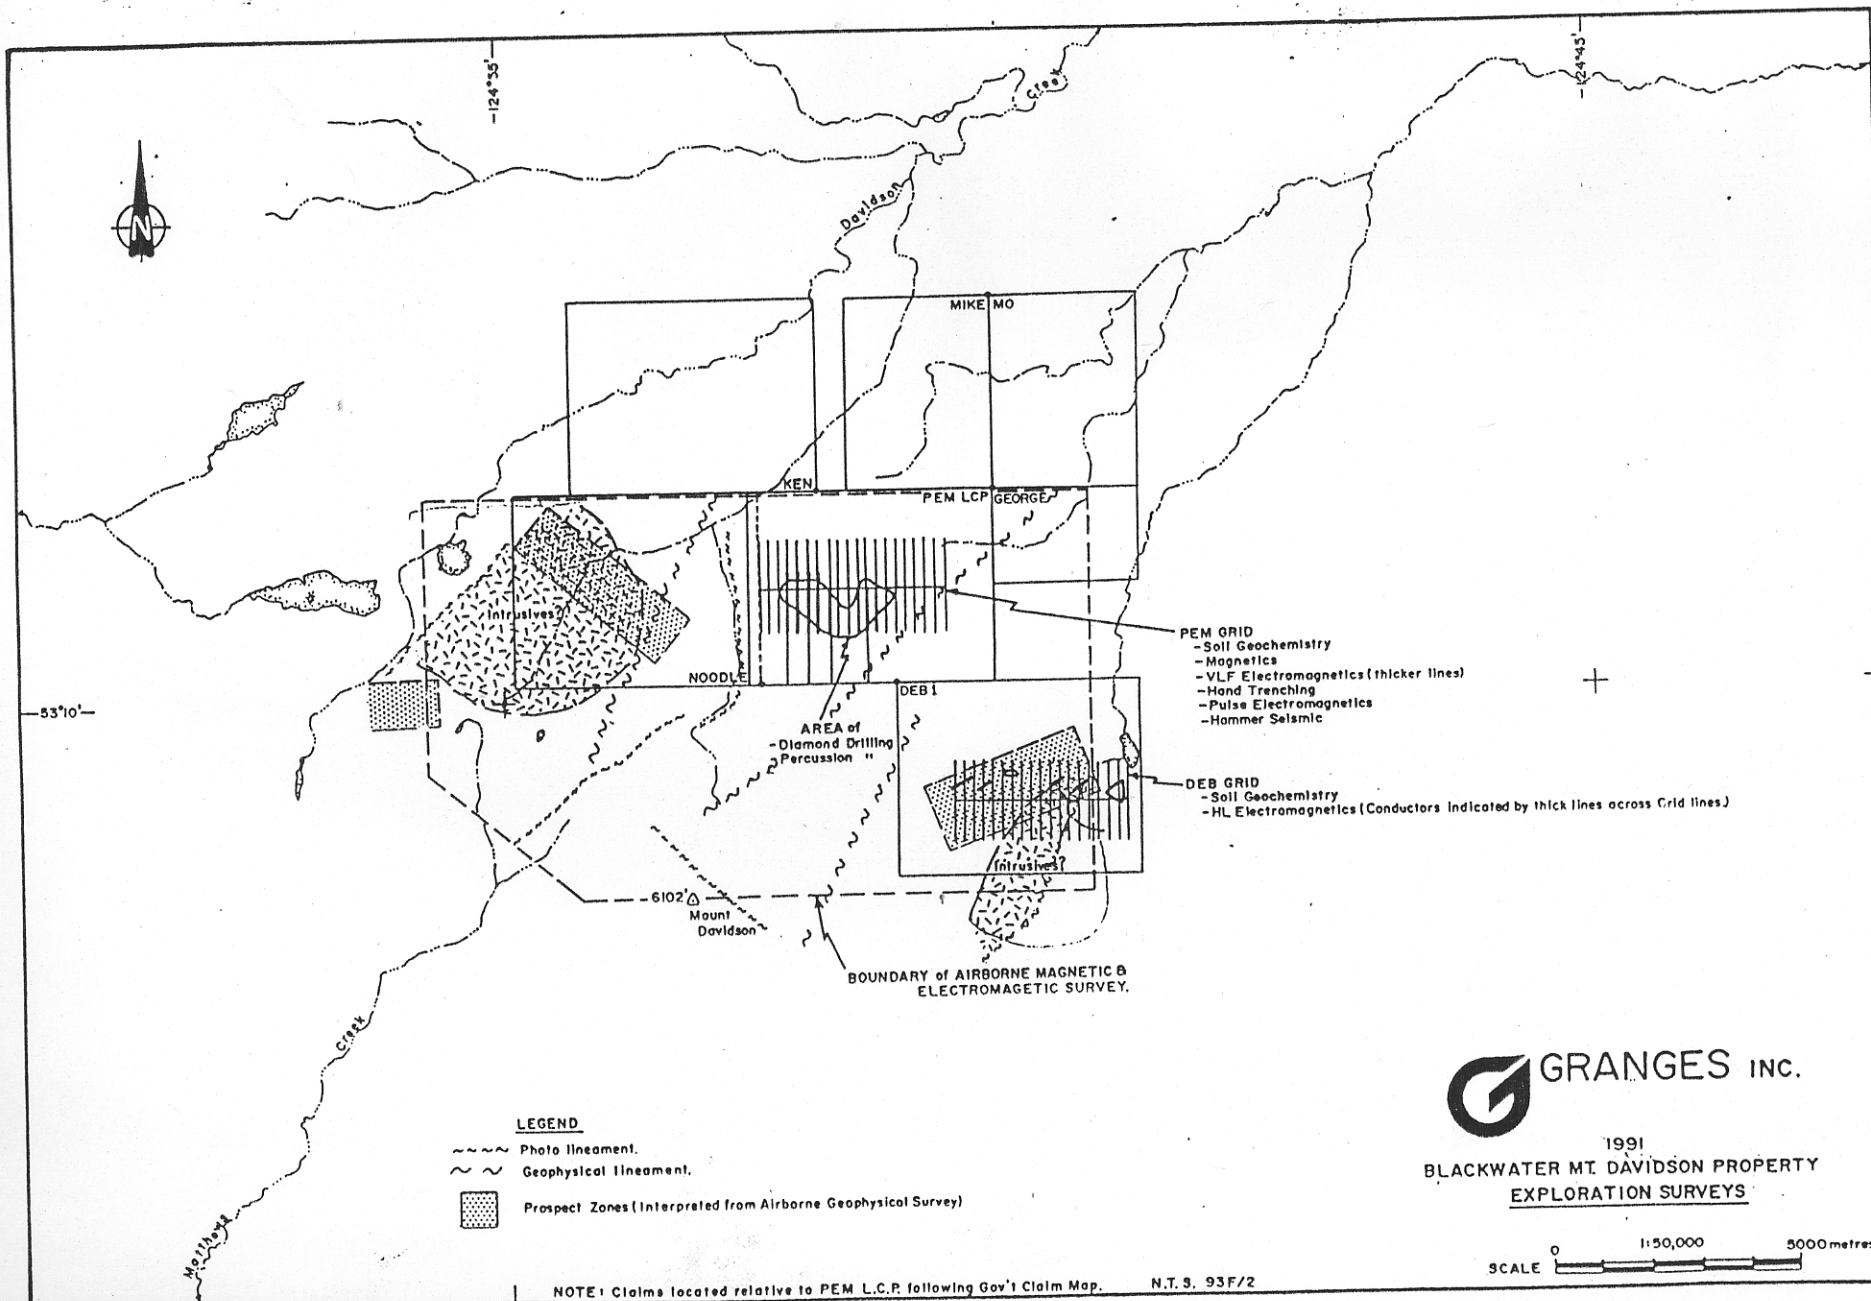 -124°55'
-124°45'
Creek
Davidson
N
MIKE MO
KEN
PEM LCP GEORGE
Intrusives?
NOODLE
DEB 1
53°10'
PEM GRID
-Soil Geochemistry
-Magnetics
-VLF Electromagnetics (thicker lines)
-Hand Trenching
-Pulse Electromagnetics
-Hammer Seismic
AREA of
-Diamond Drilling
Percussion "
DEB GRID
-Soil Geochemistry
-HL Electromagnetics (Conductors indicated by thick lines across Grid lines)
Intrusives?
6102'
Mount
Davidson
BOUNDARY of AIRBORNE MAGNETIC &
ELECTROMAGETIC SURVEY.
Creek
Matthews
GRANGES INC.
1991
BLACKWATER MT. DAVIDSON PROPERTY
EXPLORATION SURVEYS
LEGEND
Photo lineament.
Geophysical lineament.
Prospect Zones (Interpreted from Airborne Geophysical Survey)
0 1:50,000 5000 metres
SCALE
NOTE: Claims located relative to PEM L.C.P. following Gov't Claim Map. N.T.S. 93F/2